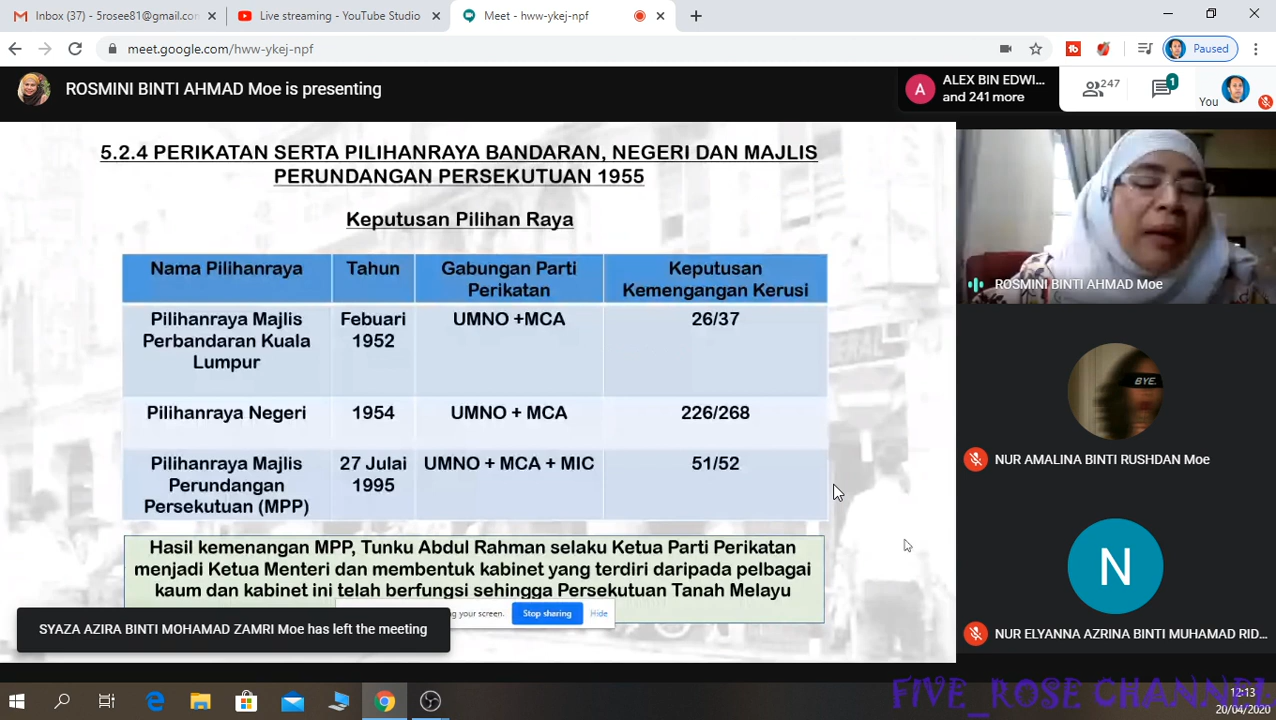 Inbox (37) - 5rosee81@gmail.co
Live streaming - YouTube Studio
Meet - hww-ykej-npf
meet.google.com/hww-ykej-npf
Paused
ROSMINI BINTI AHMAD Moe is presenting
A
ALEX BIN EDWI...
and 241 more
247
1
You
5.2.4 PERIKATAN SERTA PILIHANRAYA BANDARAN, NEGERI DAN MAJLIS
PERUNDANGAN PERSEKUTUAN 1955
Keputusan Pilihan Raya
Nama Pilihanraya
Tahun
Gabungan Parti
Perikatan
Keputusan
Kemengangan Kerusi
Pilihanraya Majlis
Perbandaran Kuala
Lumpur
Febuari
1952
UMNO +MCA
26/37
Pilihanraya Negeri
1954
UMNO + MCA
226/268
Pilihanraya Majlis
Perundangan
Persekutuan (MPP)
27 Julai
1995
UMNO + MCA + MIC
51/52
Hasil kemenangan MPP, Tunku Abdul Rahman selaku Ketua Parti Perikatan
menjadi Ketua Menteri dan membentuk kabinet yang terdiri daripada pelbagai
kaum dan kabinet ini telah berfungsi sehingga Persekutuan Tanah Melayu
your screen.
Stop sharing
Hide
SYAZA AZIRA BINTI MOHAMAD ZAMRI Moe has left the meeting
ROSMINI BINTI AHMAD Moe
BYE.
NUR AMALINA BINTI RUSHDAN Moe
N
NUR ELYANNA AZRINA BINTI MUHAMAD RID...
FIVE_ROSE CHANNEL
12:13
20/04/2020